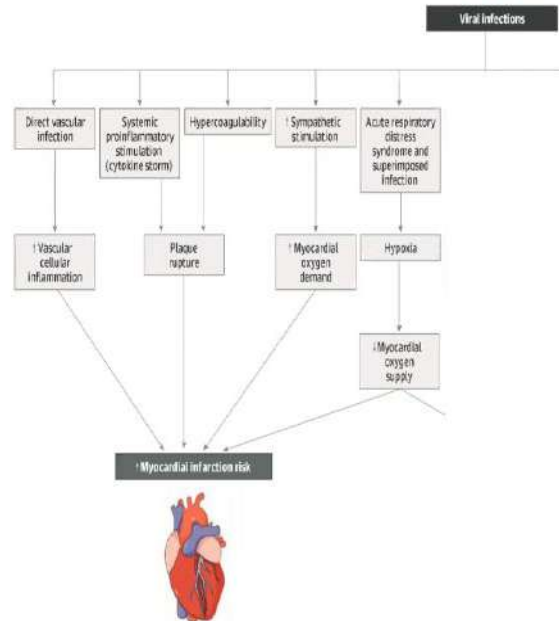 Viral infections
Direct vascular
infection
Systemic
proinflammatory
stimulation
(cytokine storm)
Hypercoagulability
↑ Sympathetic
stimulation
Acute respiratory
distress
syndrome and
superimposed
infection
↑ Vascular
cellular
inflammation
Plaque
rupture
↑ Myocardial
oxygen
demand
Hypoxia
↓ Myocardial
oxygen
supply
↑ Myocardial infarction risk